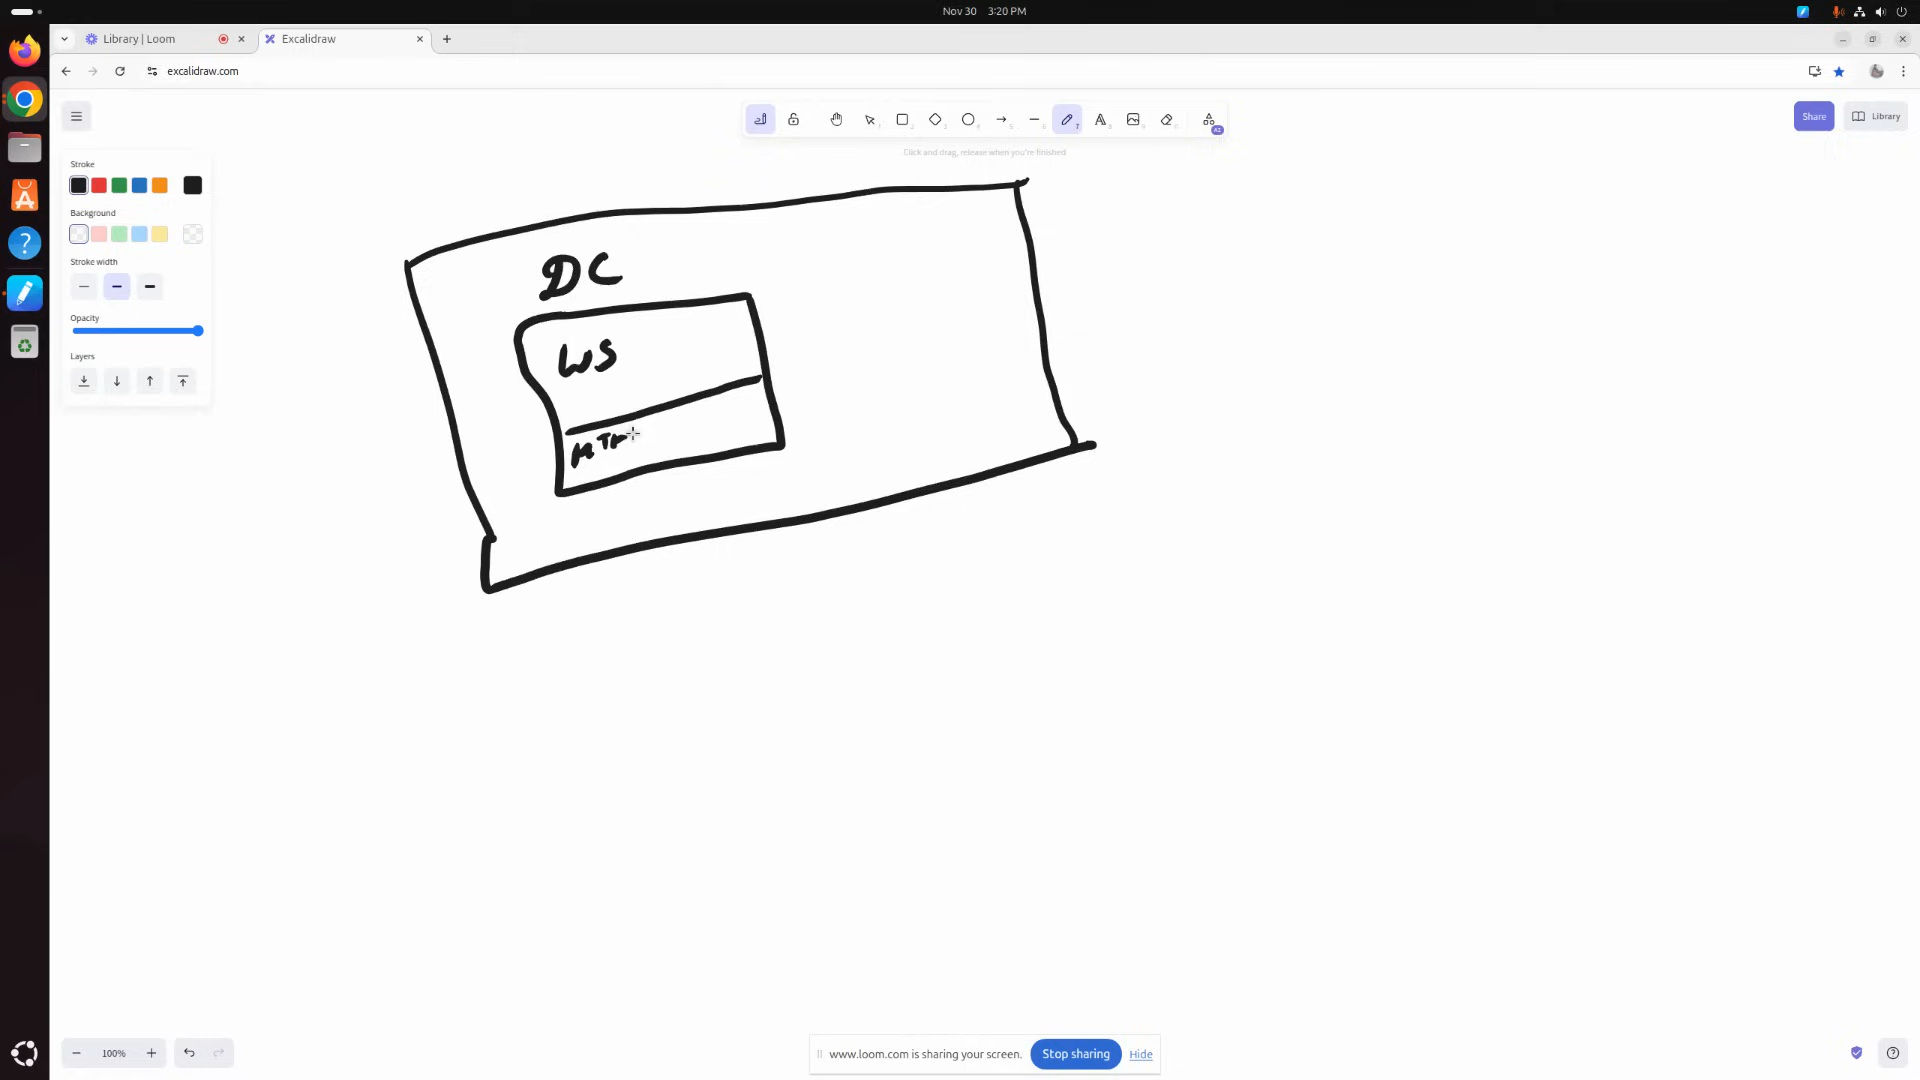 Nov 30 3:20 PM
Library | Loom
Excalidraw
excalidraw.com
Share
Library
Click and drag, release when you're finished
Stroke
Background
Stroke width
Opacity
Layers
DC
WS
100%
www.loom.com is sharing your screen.
Stop sharing
Hide